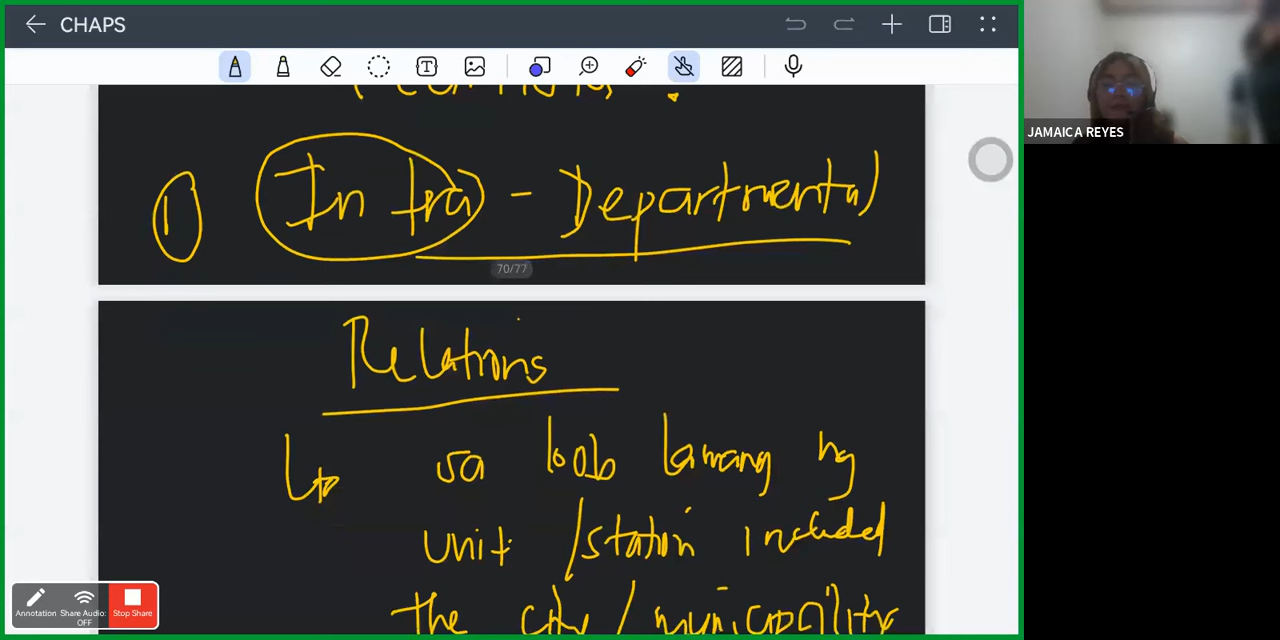 CHAPS
JAMAICA REYES
① Intra - Departmental
70/77
Relations
↳ sa loob lamang ng
unit /station included
the city / municipality
Annotation Share Audio: OFF Stop Share